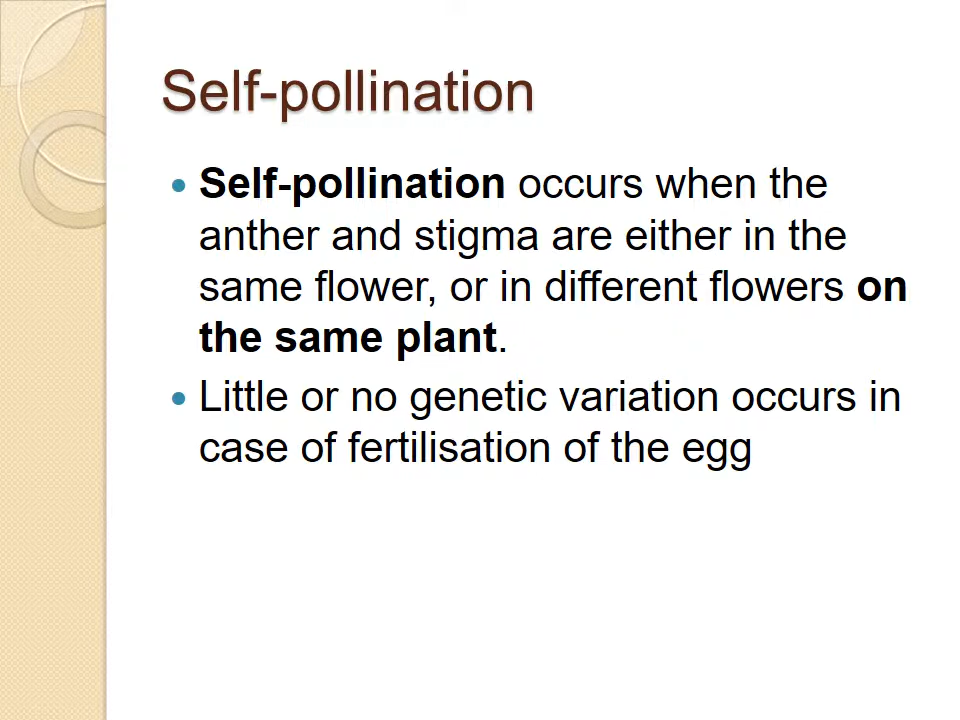 Self-pollination
• Self-pollination occurs when the
anther and stigma are either in the
same flower, or in different flowers on
the same plant.
• Little or no genetic variation occurs in
case of fertilisation of the egg